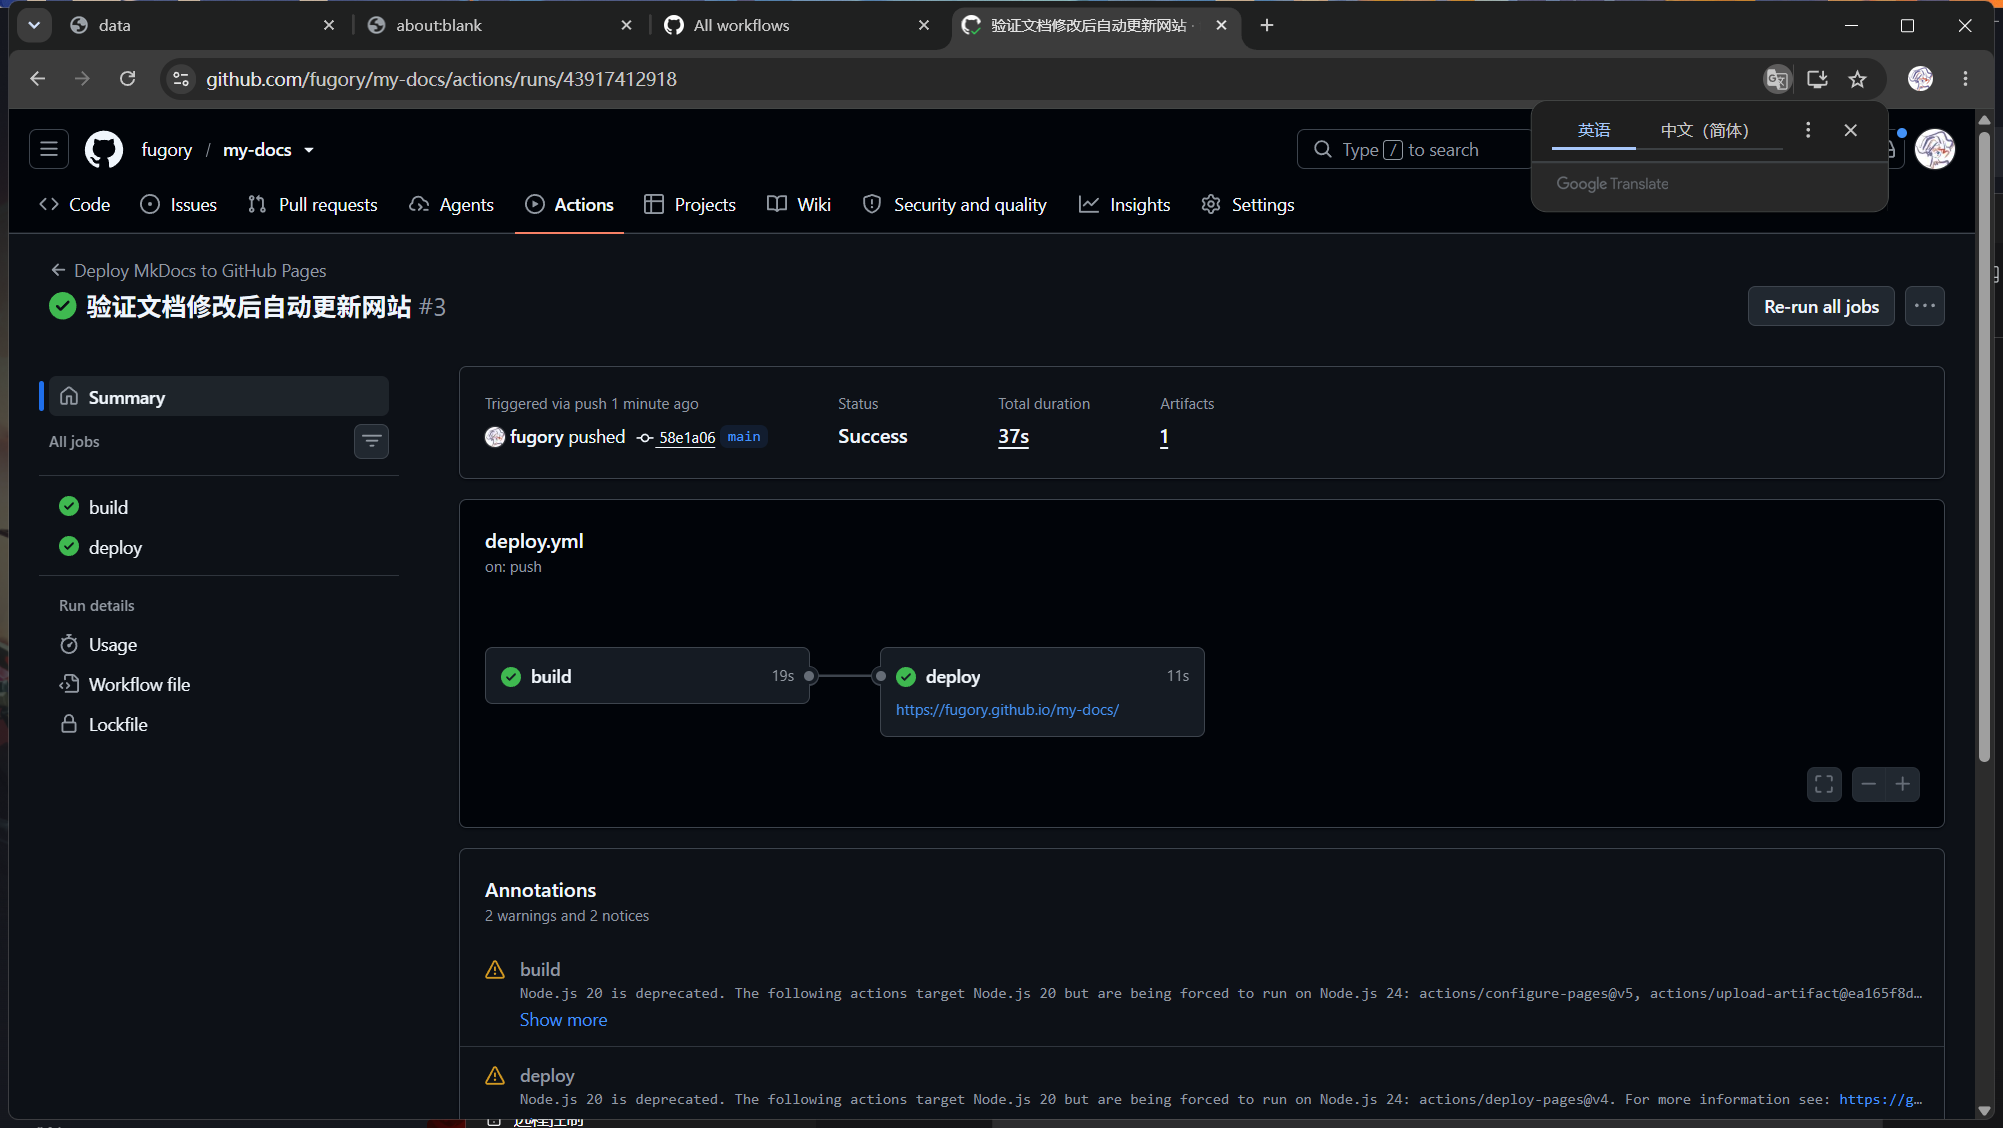 data
about:blank
All workflows
验证文档修改后自动更新网站 ·
github.com/fugory/my-docs/actions/runs/43917412918
英语
中文（简体）
Google Translate
fugory / my-docs
Type / to search
Code
Issues
Pull requests
Agents
Actions
Projects
Wiki
Security and quality
Insights
Settings
Deploy MkDocs to GitHub Pages
验证文档修改后自动更新网站 #3
Re-run all jobs
Summary
All jobs
build
deploy
Run details
Usage
Workflow file
Lockfile
Triggered via push 1 minute ago
fugory pushed 58e1a06 main
Status
Success
Total duration
37s
Artifacts
1
deploy.yml
on: push
build 19s
deploy 11s
https://fugory.github.io/my-docs/
Annotations
2 warnings and 2 notices
build
Node.js 20 is deprecated. The following actions target Node.js 20 but are being forced to run on Node.js 24: actions/configure-pages@v5, actions/upload-artifact@ea165f8d…
Show more
deploy
Node.js 20 is deprecated. The following actions target Node.js 20 but are being forced to run on Node.js 24: actions/deploy-pages@v4. For more information see: https://g…